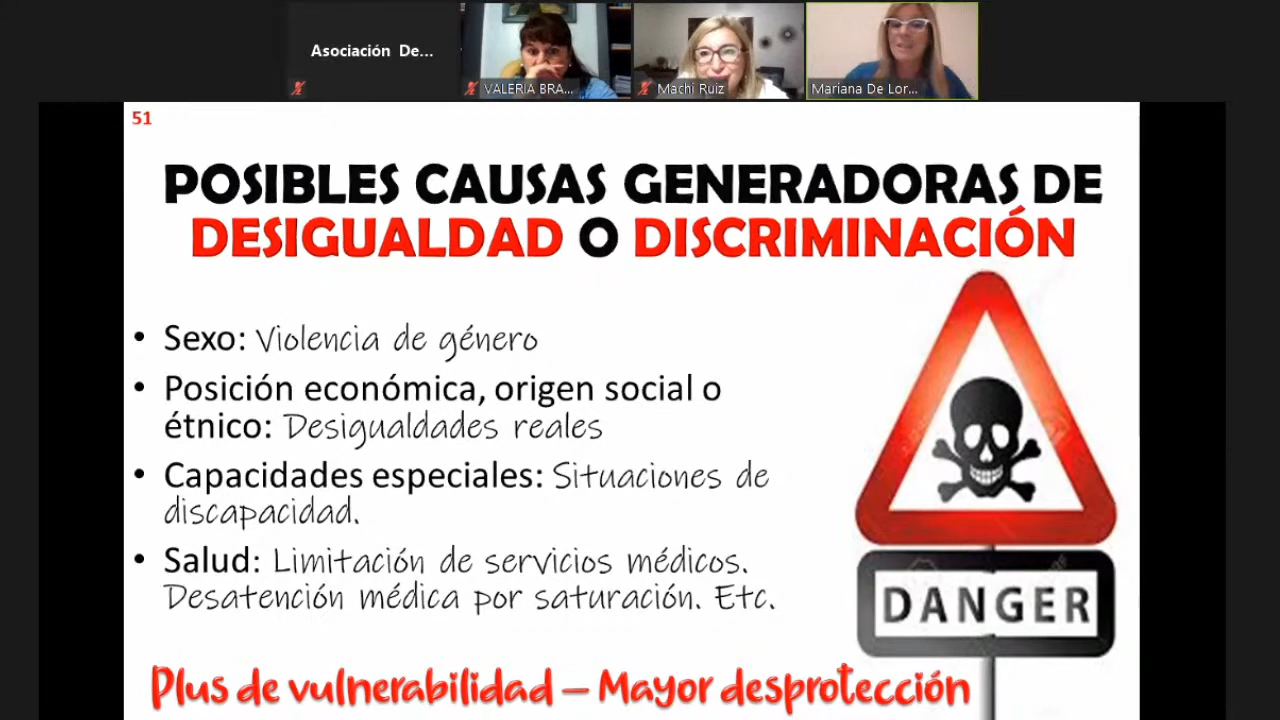 Asociación De...
VALERIA BRA...
Machi Ruiz
Mariana De Lor...
51
POSIBLES CAUSAS GENERADORAS DE
DESIGUALDAD O DISCRIMINACIÓN
• Sexo: Violencia de género
• Posición económica, origen social o
étnico: Desigualdades reales
• Capacidades especiales: Situaciones de
discapacidad.
• Salud: Limitación de servicios médicos.
Desatención médica por saturación. Etc.
DANGER
Plus de vulnerabilidad – Mayor desprotección